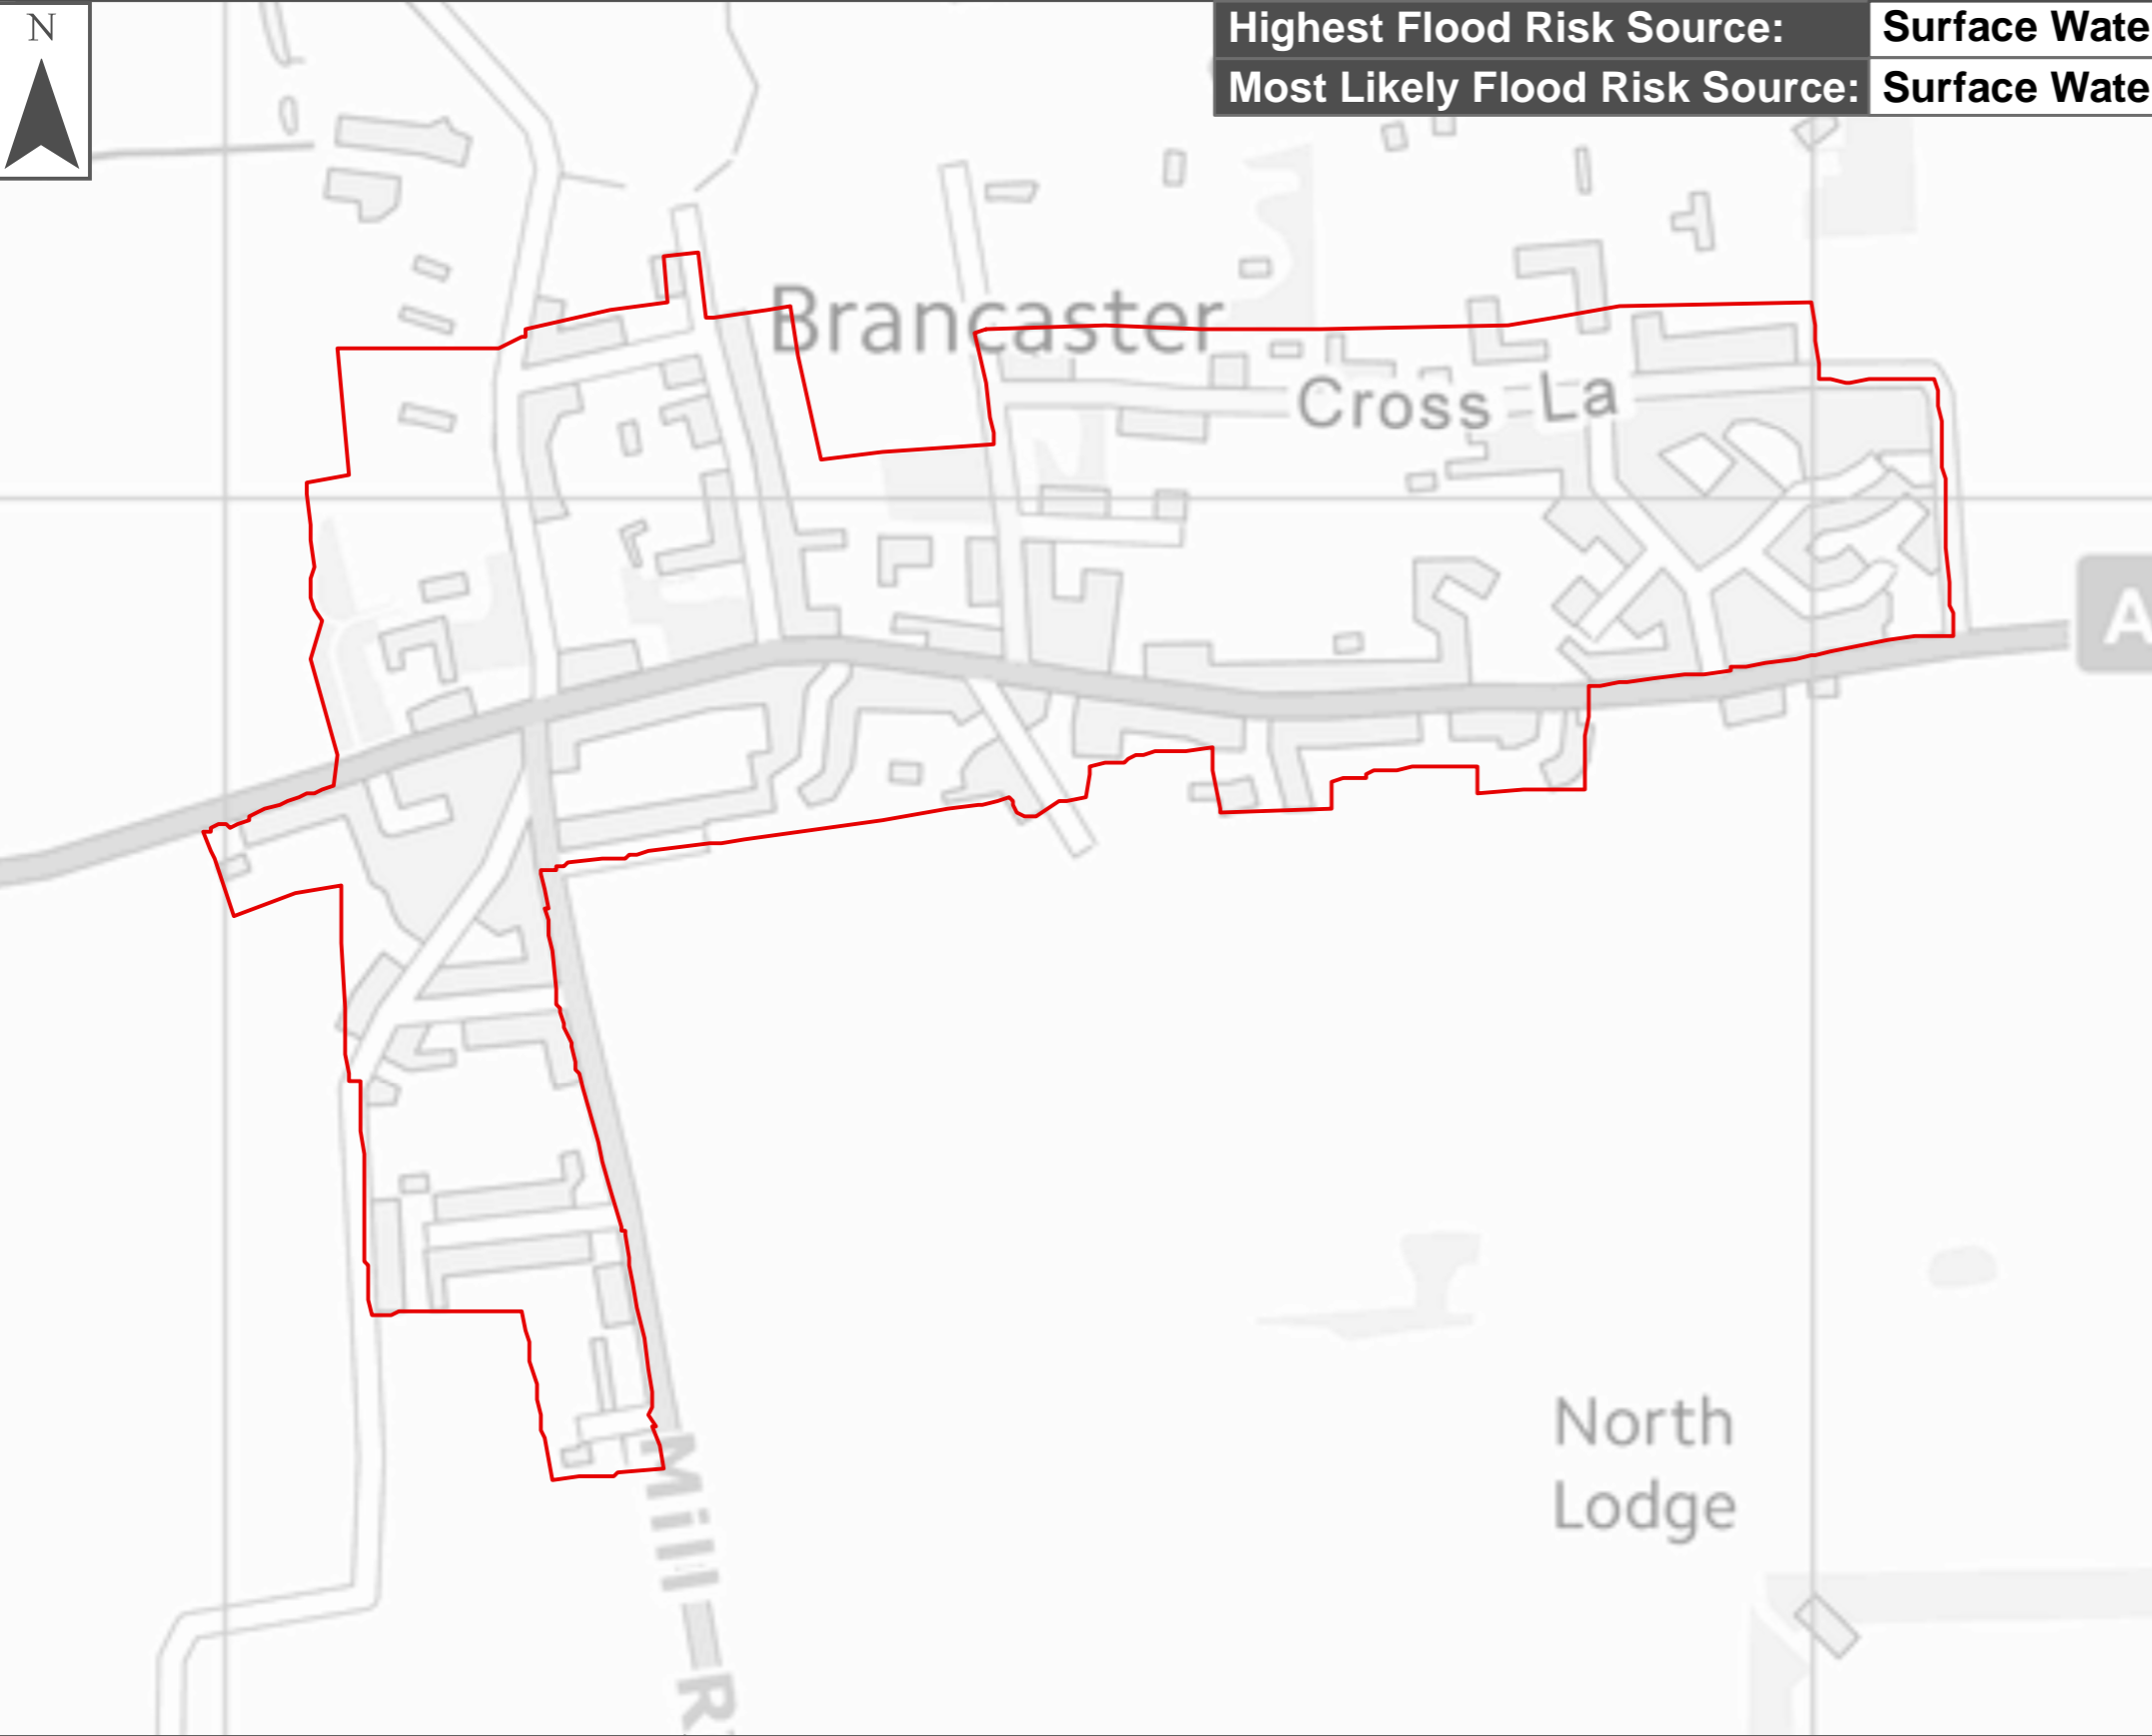 N
Highest Flood Risk Source: Surface Wate
Most Likely Flood Risk Source: Surface Wate
Brancaster
Cross La
A
North
Lodge
Mill R